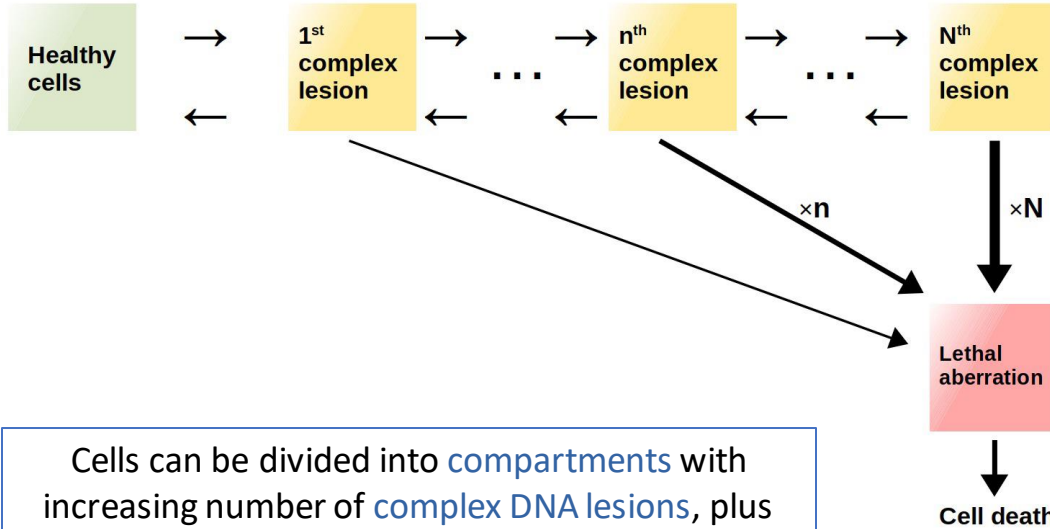 Healthy
cells
1st
complex
lesion
...
nth
complex
lesion
...
Nth
complex
lesion
×n
×N
Lethal
aberration
Cell death
Cells can be divided into compartments with
increasing number of complex DNA lesions, plus